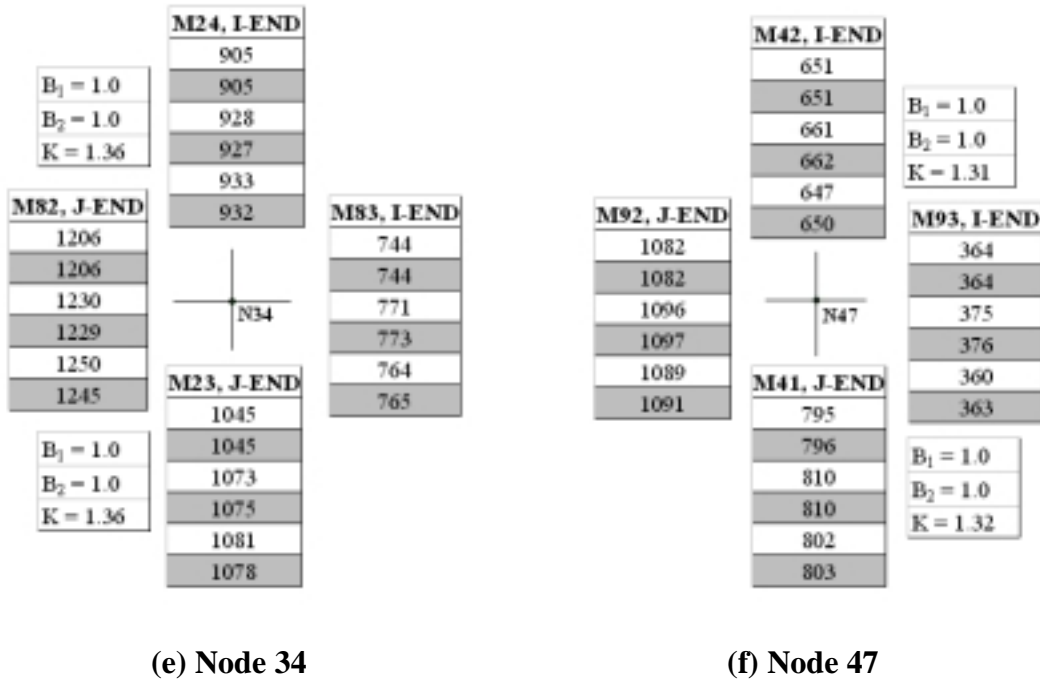 M24, I-END
905
905
928
927
933
932
B₁ = 1.0
B₂ = 1.0
K = 1.36
M82, J-END
1206
1206
1230
1229
1250
1245
M83, I-END
744
744
771
773
764
765
N34
M23, J-END
1045
1045
1073
1075
1081
1078
B₁ = 1.0
B₂ = 1.0
K = 1.36
(e) Node 34
M42, I-END
651
651
661
662
647
650
B₁ = 1.0
B₂ = 1.0
K = 1.31
M92, J-END
1082
1082
1096
1097
1089
1091
M93, I-END
364
364
375
376
360
363
N47
M41, J-END
795
796
810
810
802
803
B₁ = 1.0
B₂ = 1.0
K = 1.32
(f) Node 47